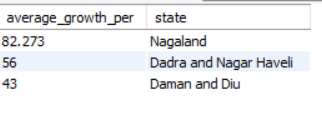 average_growth_per state
82.273 Nagaland
56 Dadra and Nagar Haveli
43 Daman and Diu